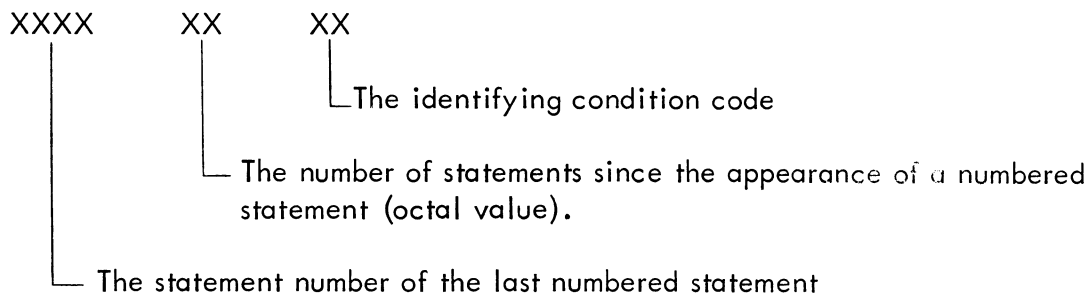 XXXX XX XX
The identifying condition code
The number of statements since the appearance of a numbered
statement (octal value).
The statement number of the last numbered statement